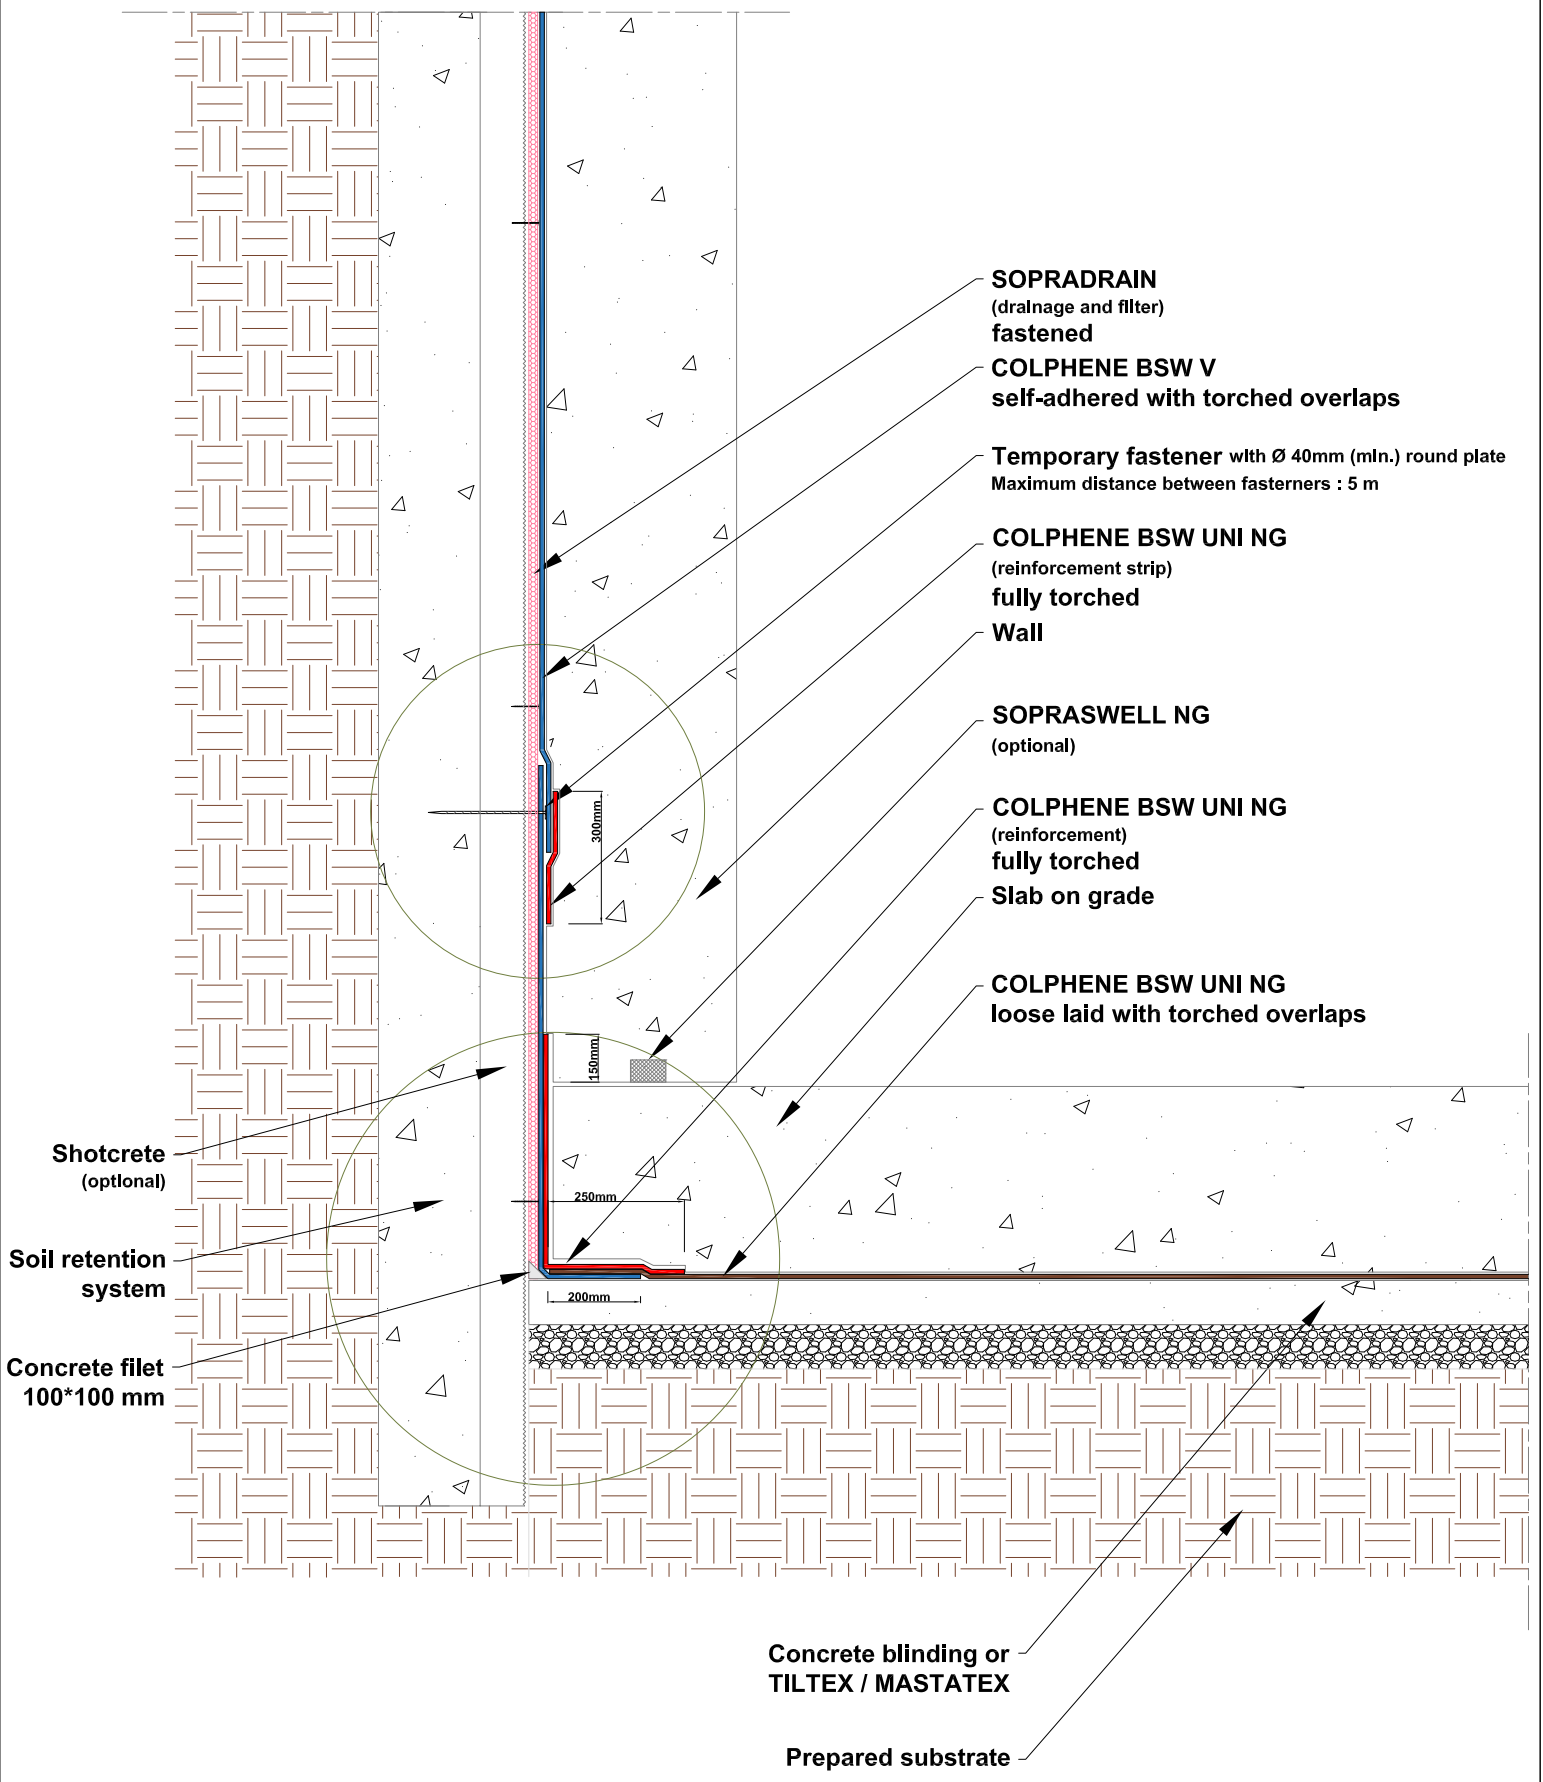 SOPRADRAIN
(drainage and filter)
fastened
COLPHENE BSW V
self-adhered with torched overlaps
Temporary fastener with Ø 40mm (min.) round plate
Maximum distance between fasterners : 5 m
COLPHENE BSW UNI NG
(reinforcement strip)
fully torched
Wall
SOPRASWELL NG
(optional)
COLPHENE BSW UNI NG
(reinforcement)
fully torched
Slab on grade
COLPHENE BSW UNI NG
loose laid with torched overlaps
300mm
150mm
250mm
200mm
Shotcrete
(optional)
Soil retention
system
Concrete filet
100*100 mm
Concrete blinding or
TILTEX / MASTATEX
Prepared substrate